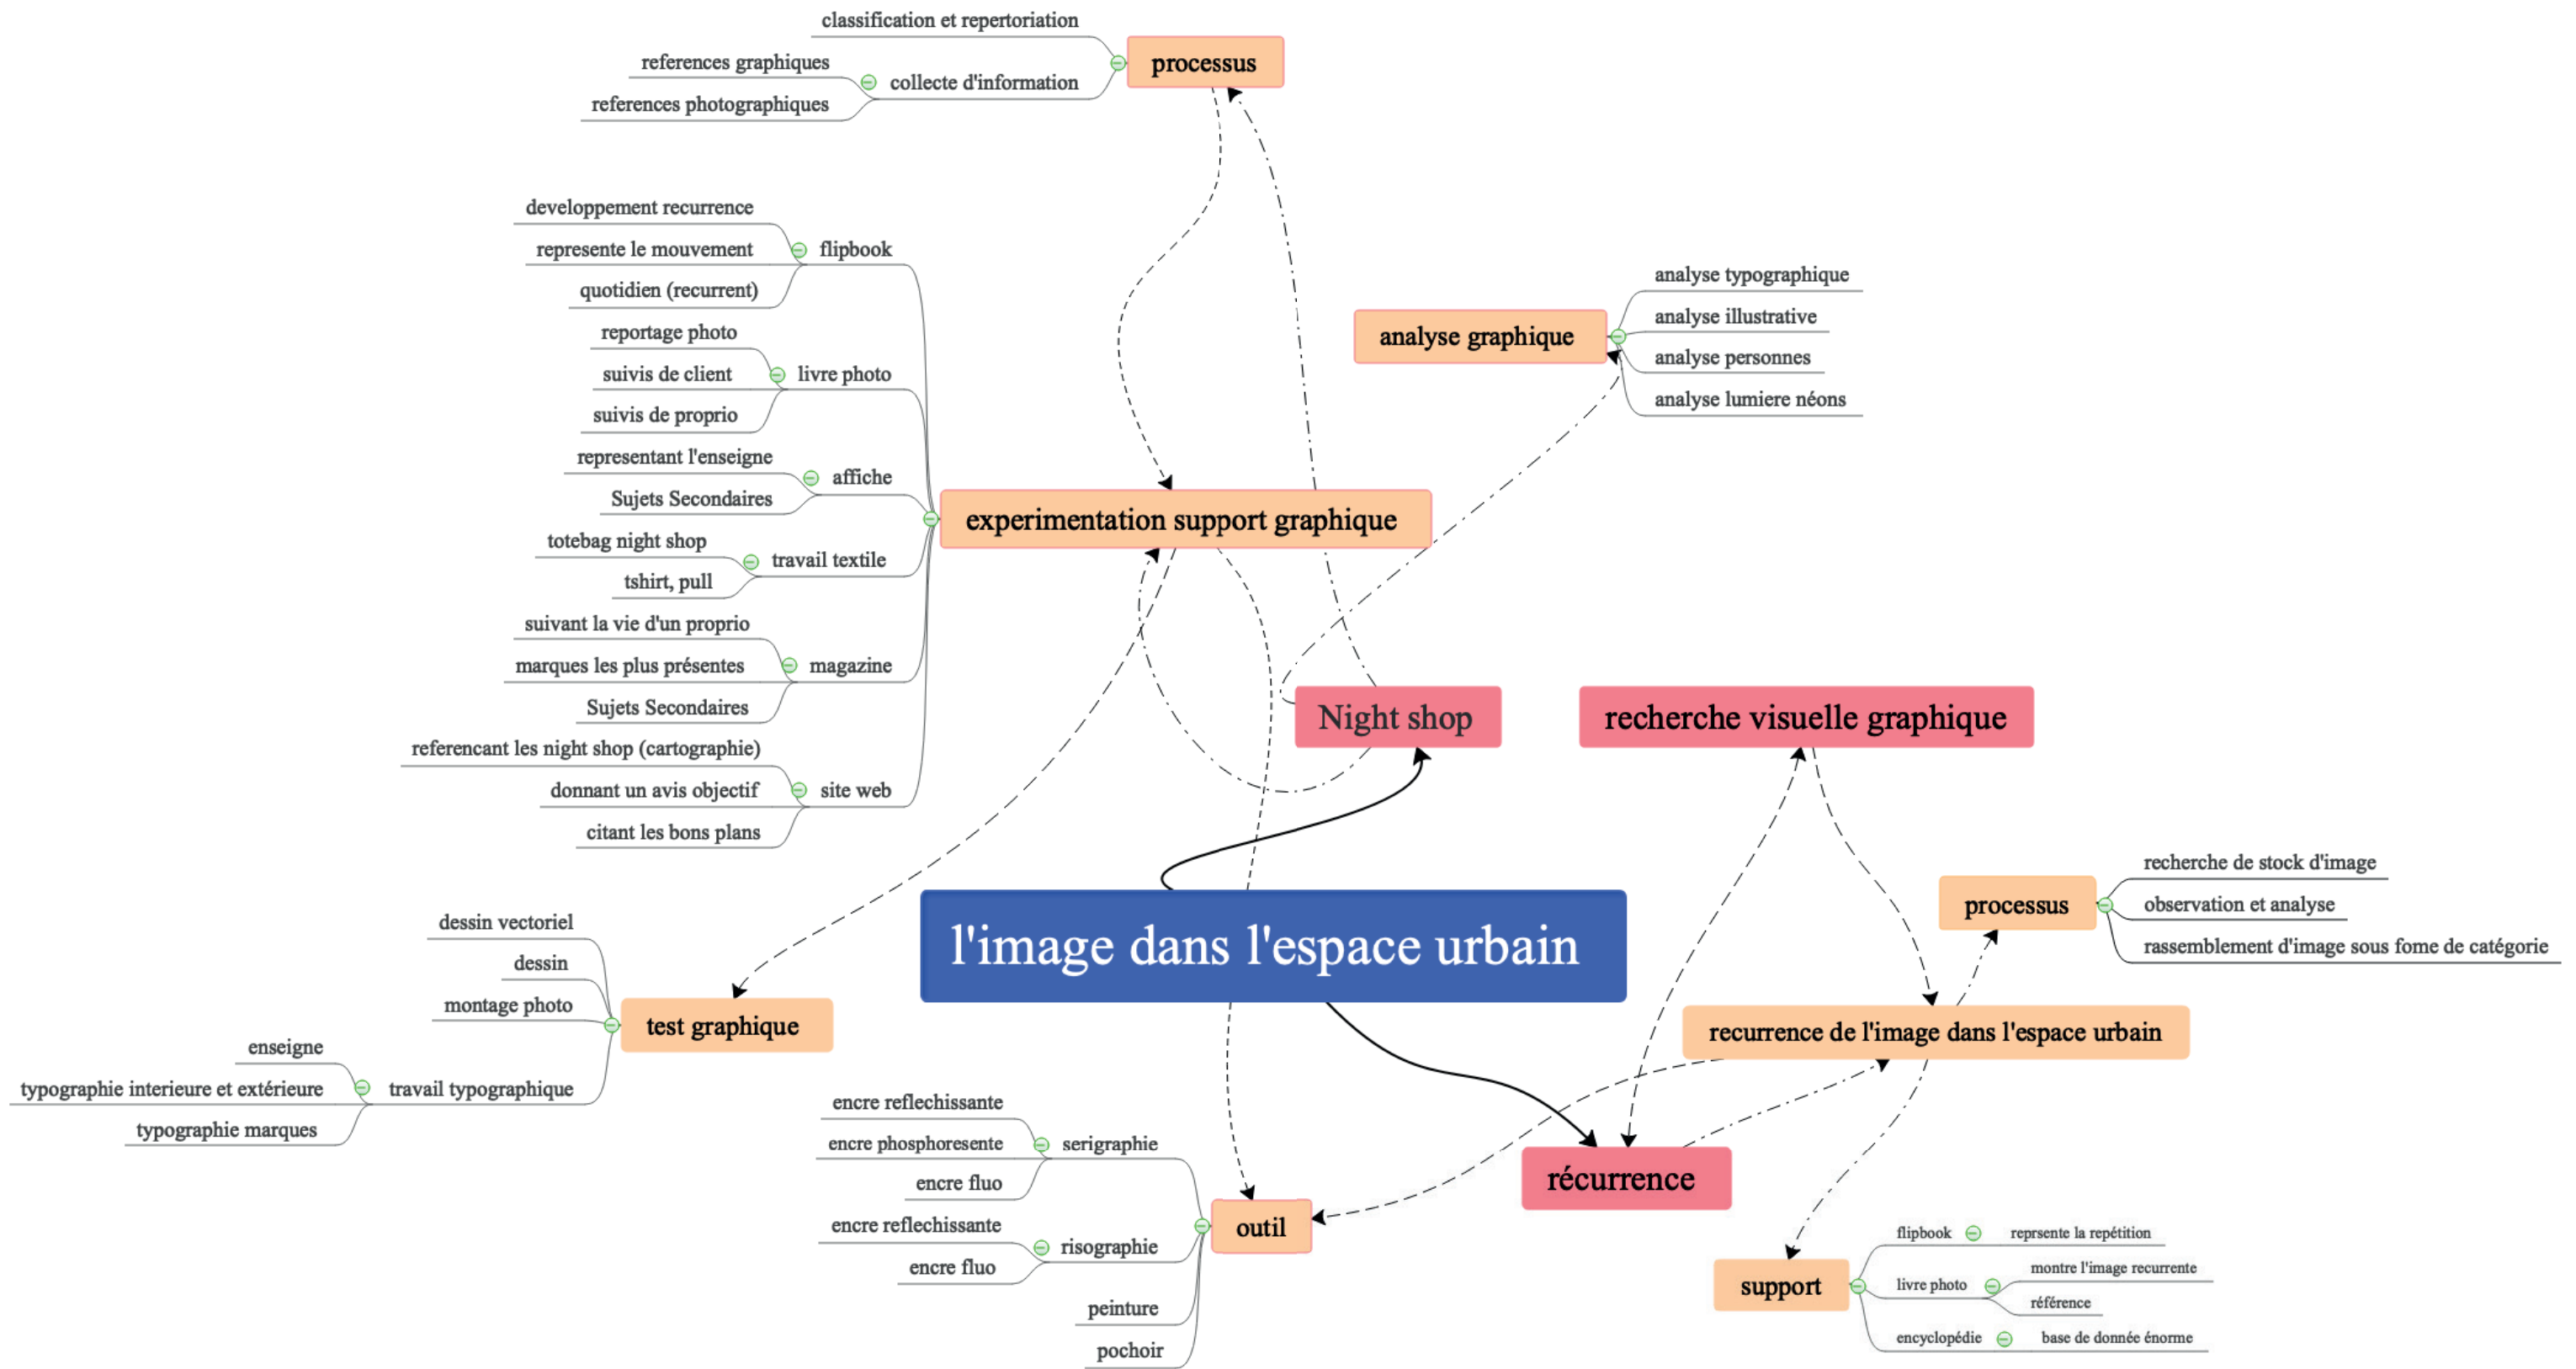 classification et repertoriation
references graphiques
collecte d'information
references photographiques
processus
developpement recurrence
represente le mouvement
quotidien (recurrent)
flipbook
reportage photo
suivis de client
suivis de proprio
livre photo
representant l'enseigne
Sujets Secondaires
affiche
totebag night shop
tshirt, pull
travail textile
suivant la vie d'un proprio
marques les plus présentes
Sujets Secondaires
magazine
referencant les night shop (cartographie)
donnant un avis objectif
citant les bons plans
site web
experimentation support graphique
analyse graphique
analyse typographique
analyse illustrative
analyse personnes
analyse lumiere néons
Night shop
recherche visuelle graphique
l'image dans l'espace urbain
processus
recherche de stock d'image
observation et analyse
rassemblement d'image sous fome de catégorie
recurrence de l'image dans l'espace urbain
dessin vectoriel
dessin
montage photo
enseigne
typographie interieure et extérieure
typographie marques
travail typographique
test graphique
encre reflechissante
encre phosphoresente
encre fluo
serigraphie
encre reflechissante
encre fluo
risographie
peinture
pochoir
outil
récurrence
support
flipbook
reprsente la repétition
livre photo
montre l'image recurrente
référence
encyclopédie
base de donnée énorme